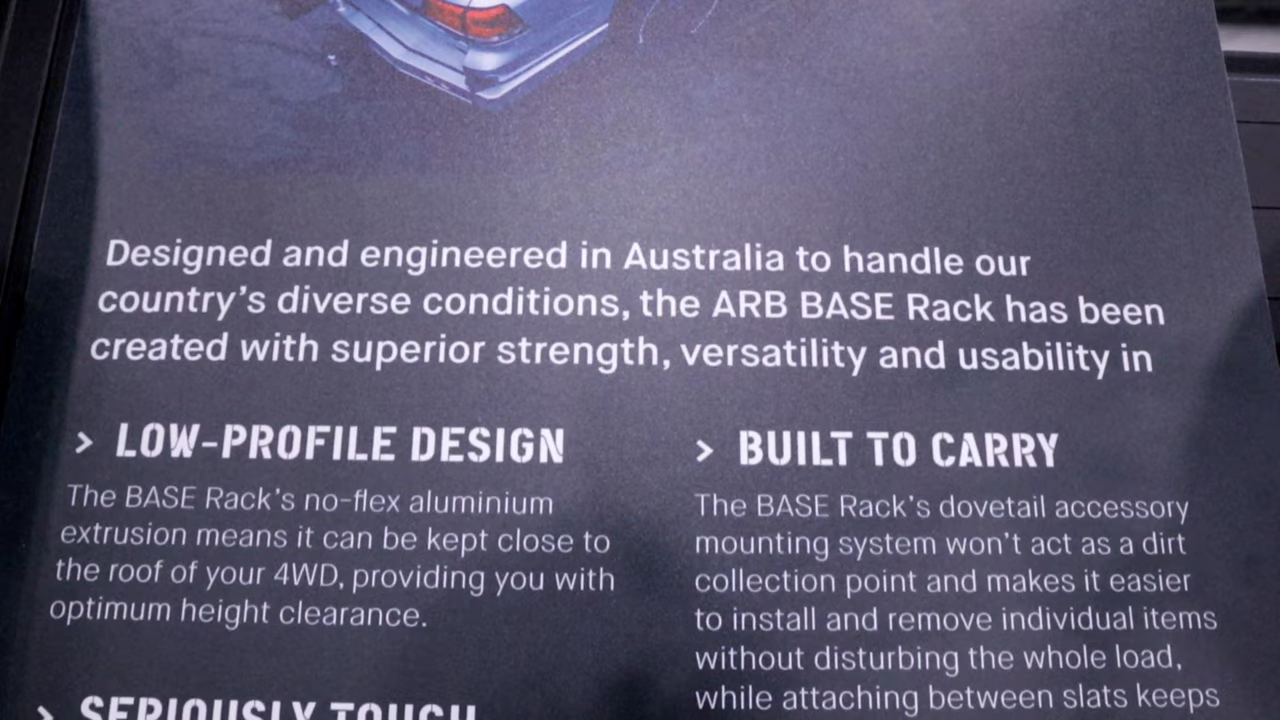 Designed and engineered in Australia to handle our
country's diverse conditions, the ARB BASE Rack has been
created with superior strength, versatility and usability in
> LOW-PROFILE DESIGN
The BASE Rack's no-flex aluminium
extrusion means it can be kept close to
the roof of your 4WD, providing you with
optimum height clearance.
> SERIOUSLY TOUGH
> BUILT TO CARRY
The BASE Rack's dovetail accessory
mounting system won't act as a dirt
collection point and makes it easier
to install and remove individual items
without disturbing the whole load,
while attaching between slats keeps